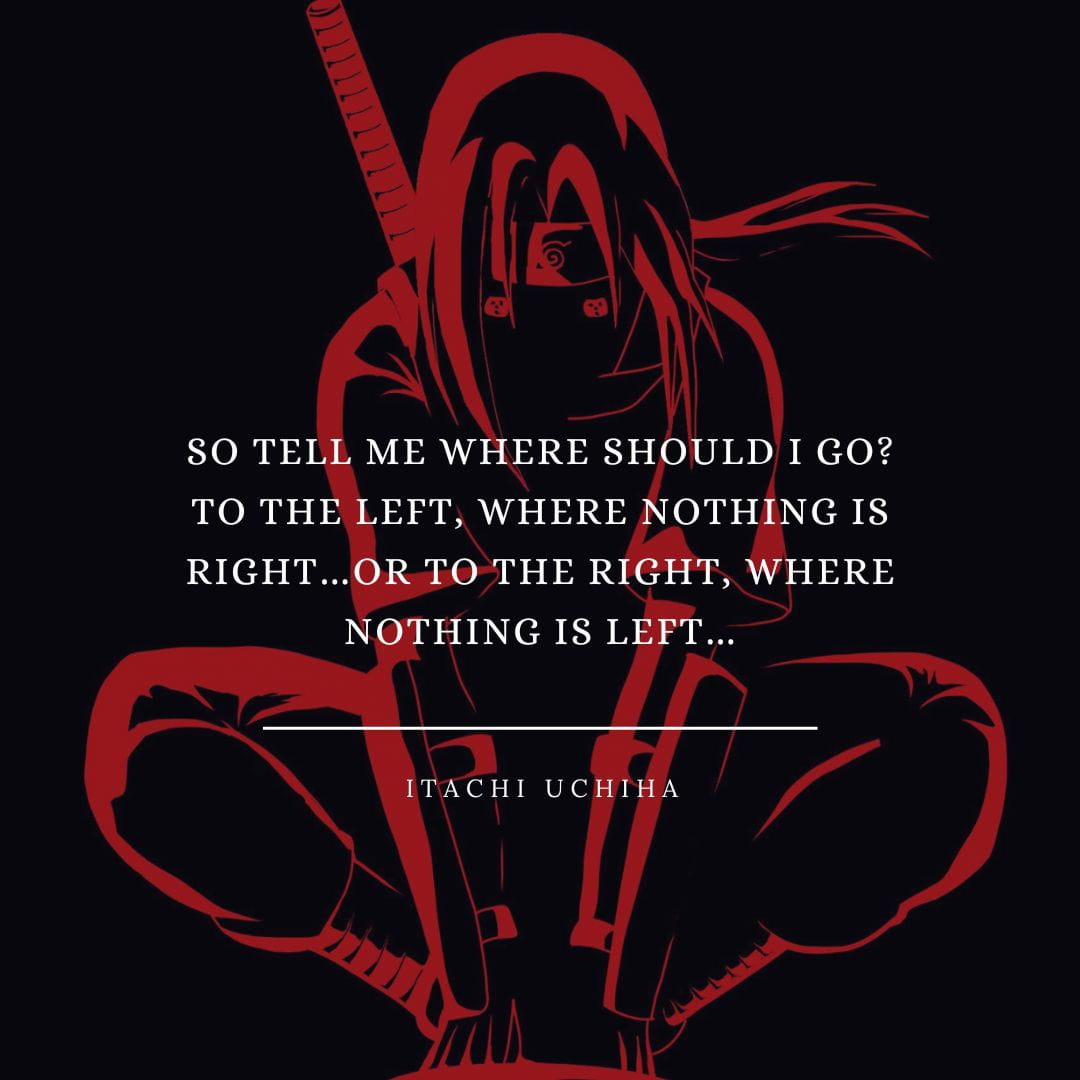 SO TELL ME WHERE SHOULD I GO?
TO THE LEFT, WHERE NOTHING IS
RIGHT...OR TO THE RIGHT, WHERE
NOTHING IS LEFT...
ITACHI UCHIHA